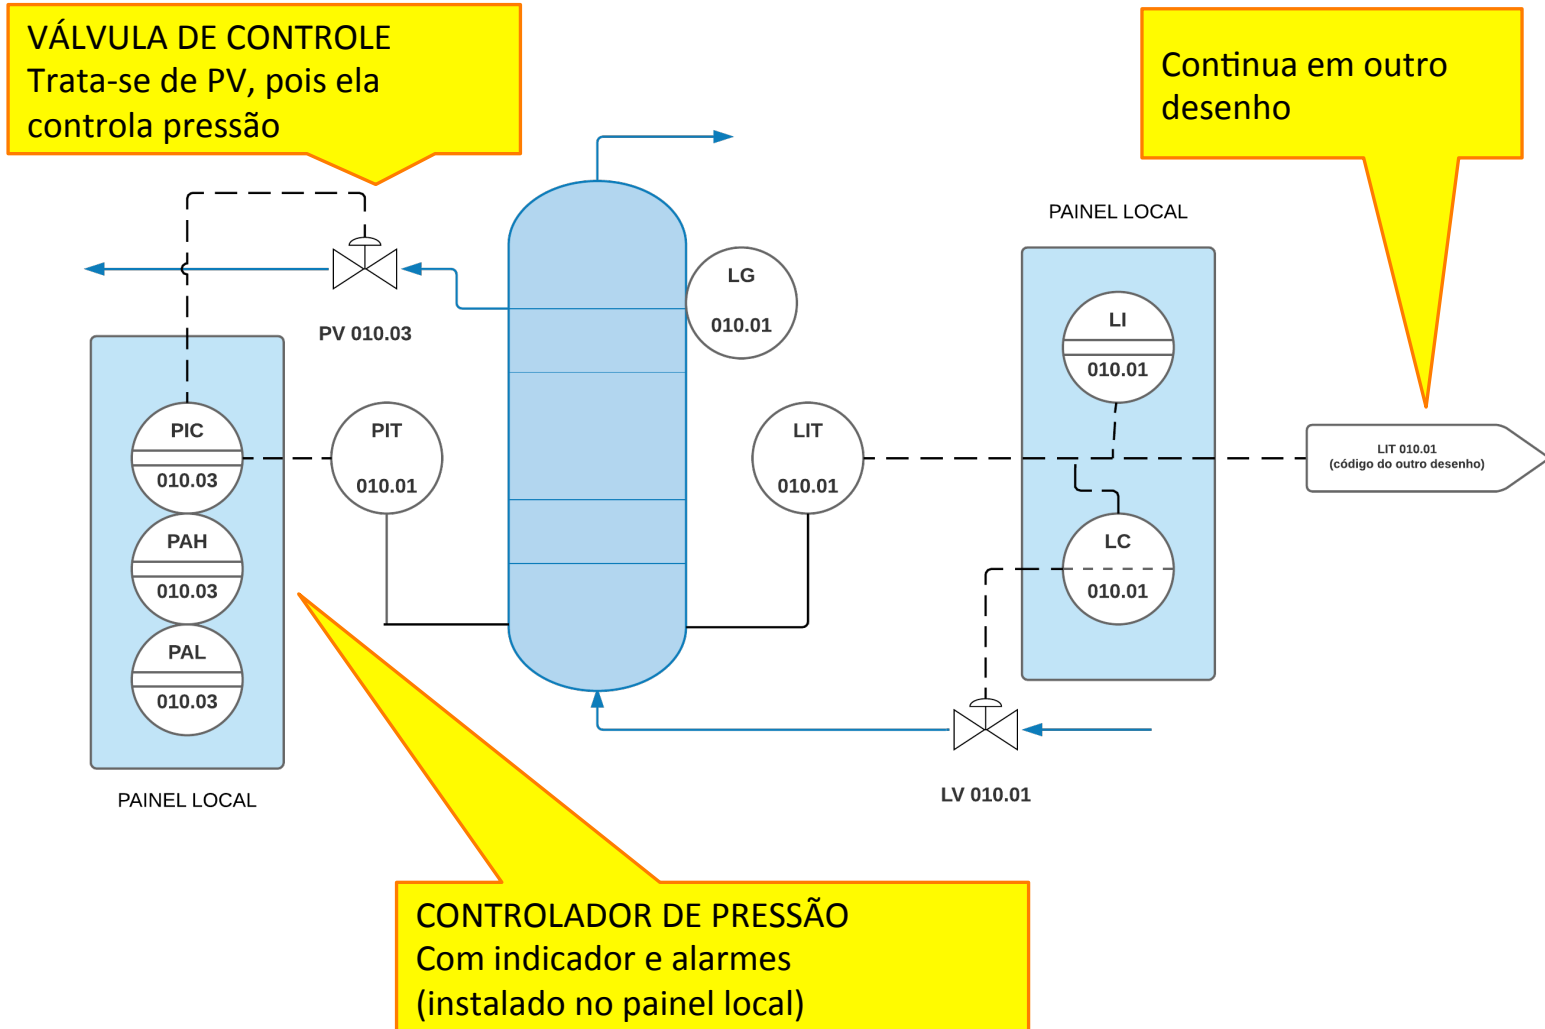 VÁLVULA DE CONTROLE
Trata-se de PV, pois ela
controla pressão
Continua em outro
desenho
PAINEL LOCAL
LG
010.01
LI
010.01
PV 010.03
PIC
010.03
PIT
010.01
LIT
010.01
LIT 010.01
(código do outro desenho)
PAH
010.03
LC
010.01
PAL
010.03
PAINEL LOCAL
LV 010.01
CONTROLADOR DE PRESSÃO
Com indicador e alarmes
(instalado no painel local)